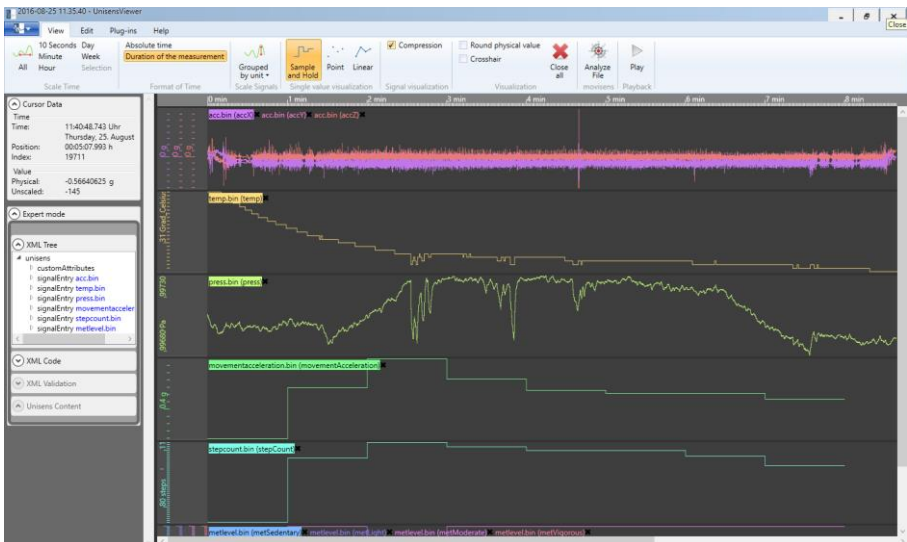 2016-08-25 11.35.40 - UnisensViewer
Close
View Edit Plug-ins Help
10 Seconds Day
Minute Week
All Hour Selection
Scale Time
Absolute time
Duration of the measurement
Format of Time
Grouped
by unit
Scale Signals
Sample
and Hold
Point Linear
Single value visualization
Compression
Signal visualization
Round physical value
Crosshair
Close
all
Visualization
Analyze
File
movisens
Play
Playback
Cursor Data
Time
Time: 11:40:48.743 Uhr
Thursday, 25. August
Position: 00:05:07.993 h
Index: 19711
Value
Physical: -0.56640625 g
Unscaled: -145
Expert mode
XML Tree
unisens
customAttributes
signalEntry acc.bin
signalEntry temp.bin
signalEntry press.bin
signalEntry movementacceler
signalEntry stepcount.bin
signalEntry metlevel.bin
XML Code
XML Validation
Unisens Content
0 min 1 min 2 min 3 min 4 min 5 min 6 min 7 min 8 min
acc.bin (accX) acc.bin (accY) acc.bin (accZ)
temp.bin (temp)
31 Grad_Celsius
press.bin (press)
99730
99660 Pa
movementacceleration.bin (movementAcceleration)
stepcount.bin (stepCount)
80 steps
metlevel.bin (metSedentary) metlevel.bin (metLight) metlevel.bin (metModerate) metlevel.bin (metVigorous)